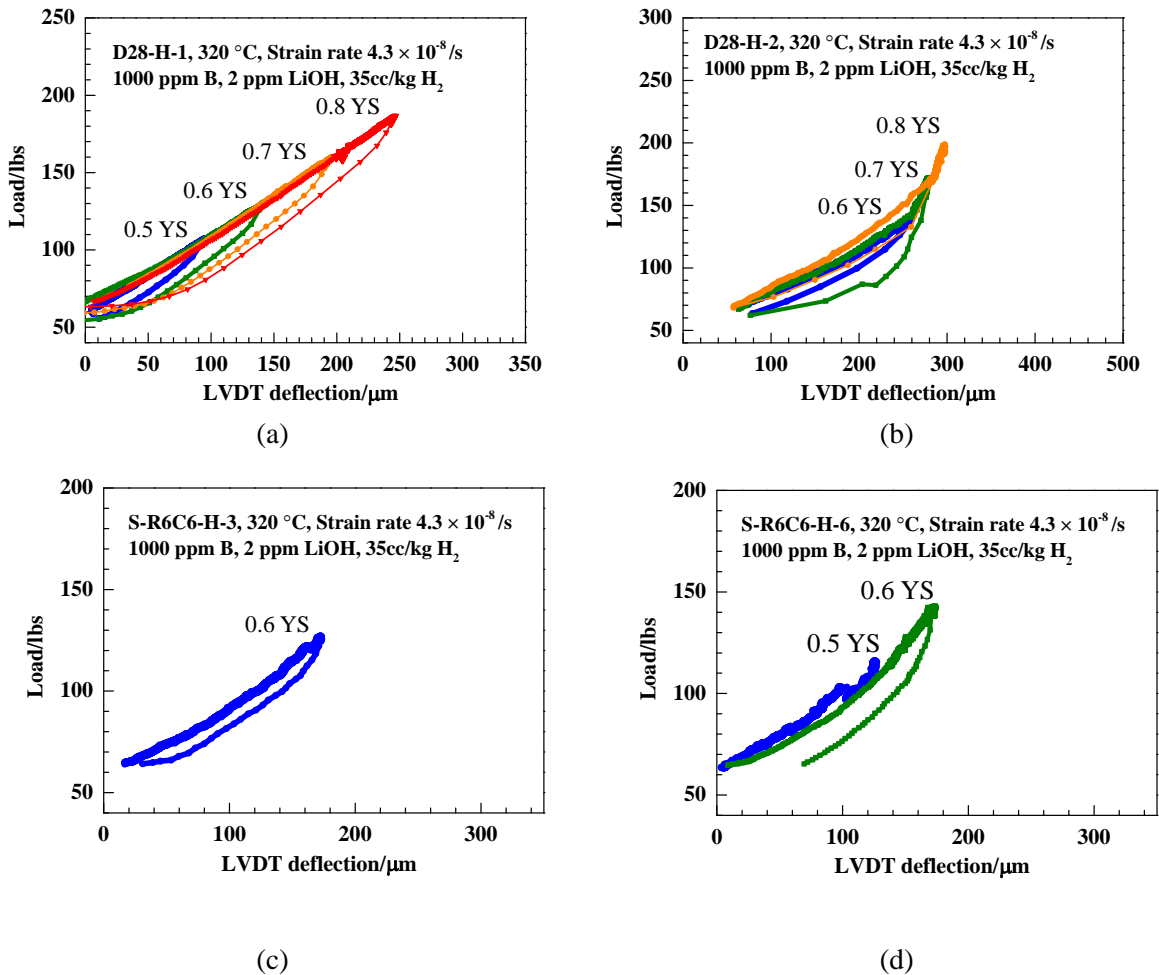 250
200
150
100
50
0 50 100 150 200 250 300 350
Load/lbs
LVDT deflection/μm
D28-H-1, 320 °C, Strain rate 4.3 × 10⁻⁸/s
1000 ppm B, 2 ppm LiOH, 35cc/kg H₂
0.8 YS
0.7 YS
0.6 YS
0.5 YS
(a)
300
250
200
150
100
50
0 100 200 300 400 500
Load/lbs
LVDT deflection/μm
D28-H-2, 320 °C, Strain rate 4.3 × 10⁻⁸/s
1000 ppm B, 2 ppm LiOH, 35cc/kg H₂
0.8 YS
0.7 YS
0.6 YS
(b)
200
150
100
50
0 100 200 300
Load/lbs
LVDT deflection/μm
S-R6C6-H-3, 320 °C, Strain rate 4.3 × 10⁻⁸/s
1000 ppm B, 2 ppm LiOH, 35cc/kg H₂
0.6 YS
(c)
200
150
100
50
0 100 200 300
Load/lbs
LVDT deflection/μm
S-R6C6-H-6, 320 °C, Strain rate 4.3 × 10⁻⁸/s
1000 ppm B, 2 ppm LiOH, 35cc/kg H₂
0.6 YS
0.5 YS
(d)